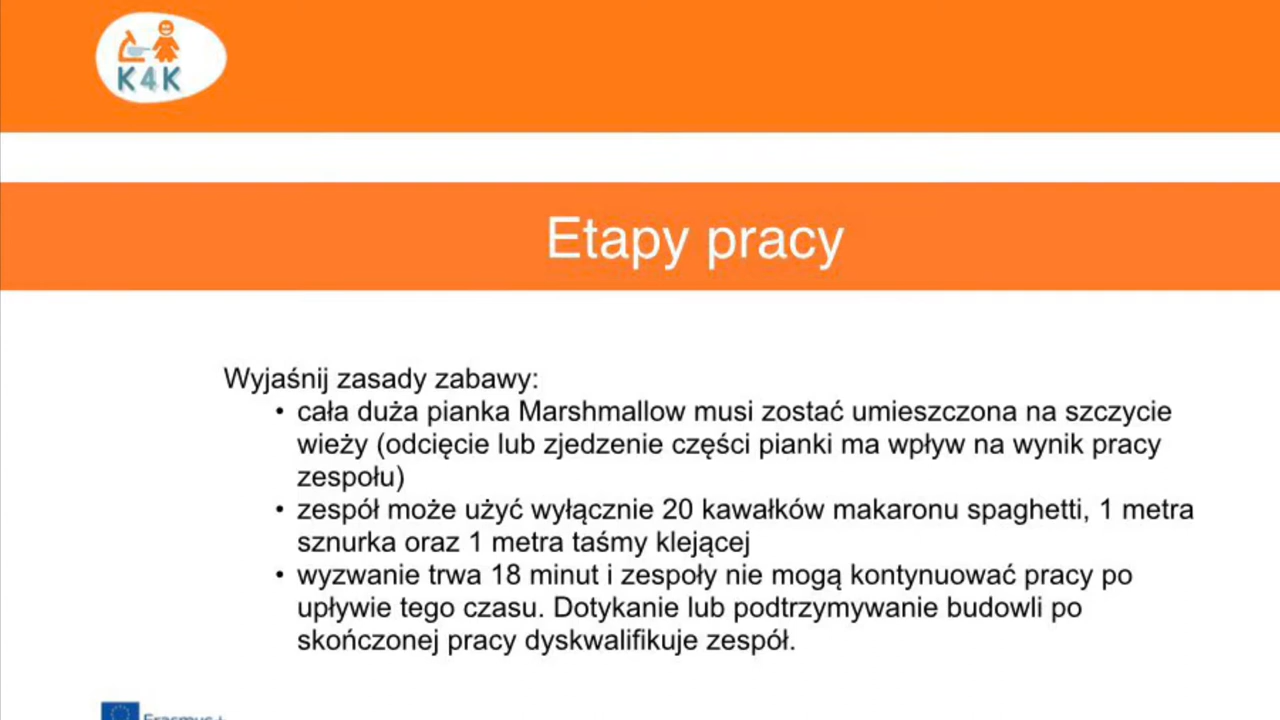 K4K
Etapy pracy
Wyjaśnij zasady zabawy:
• cała duża pianka Marshmallow musi zostać umieszczona na szczycie
wieży (odcięcie lub zjedzenie części pianki ma wpływ na wynik pracy
zespołu)
• zespół może użyć wyłącznie 20 kawałków makaronu spaghetti, 1 metra
sznurka oraz 1 metra taśmy klejącej
• wyzwanie trwa 18 minut i zespoły nie mogą kontynuować pracy po
upływie tego czasu. Dotykanie lub podtrzymywanie budowli po
skończonej pracy dyskwalifikuje zespół.
Erasmus+